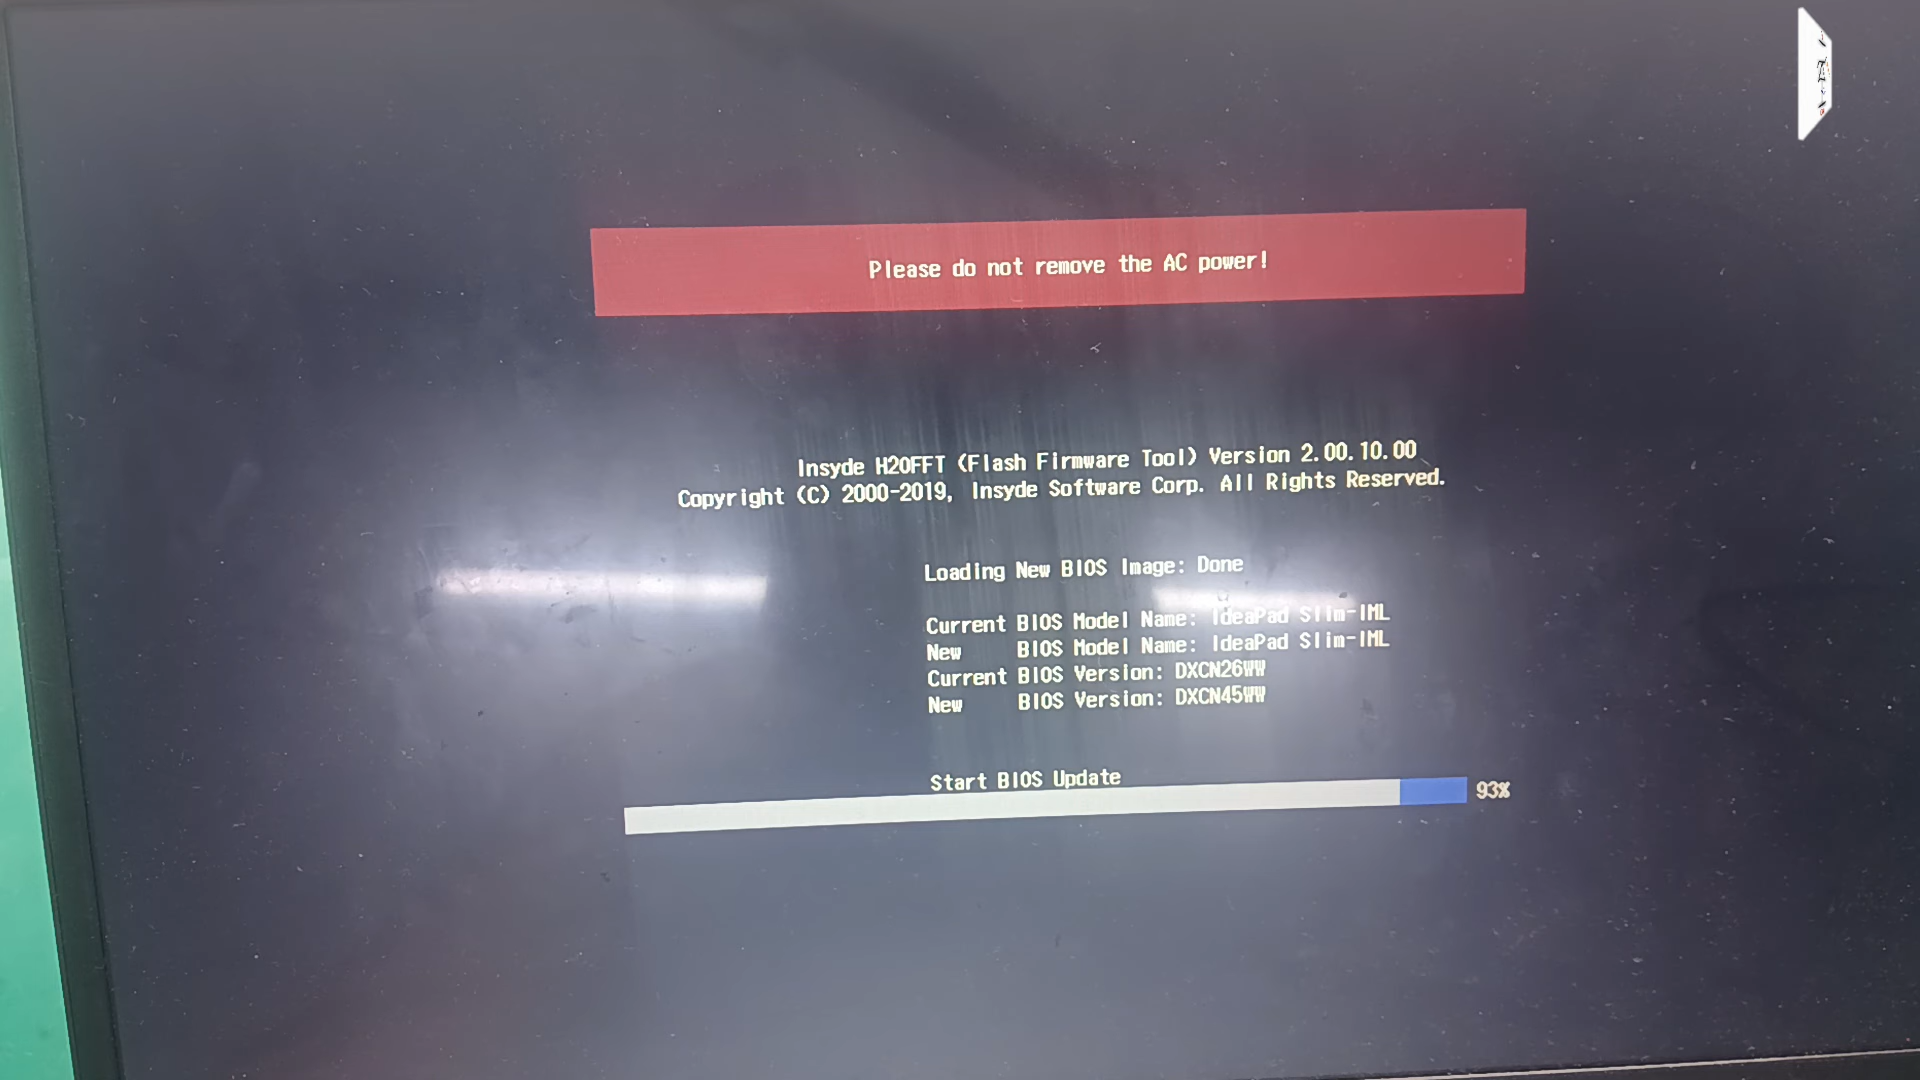 Please do not remove the AC power!
Insyde H2OFFT (Flash Firmware Tool) Version 2.00.10.00
Copyright (C) 2000-2019, Insyde Software Corp. All Rights Reserved.
Loading New BIOS Image: Done
Current BIOS Model Name: IdeaPad Slim-IML
New BIOS Model Name: IdeaPad Slim-IML
Current BIOS Version: DXCN26WW
New BIOS Version: DXCN45WW
Start BIOS Update
93%